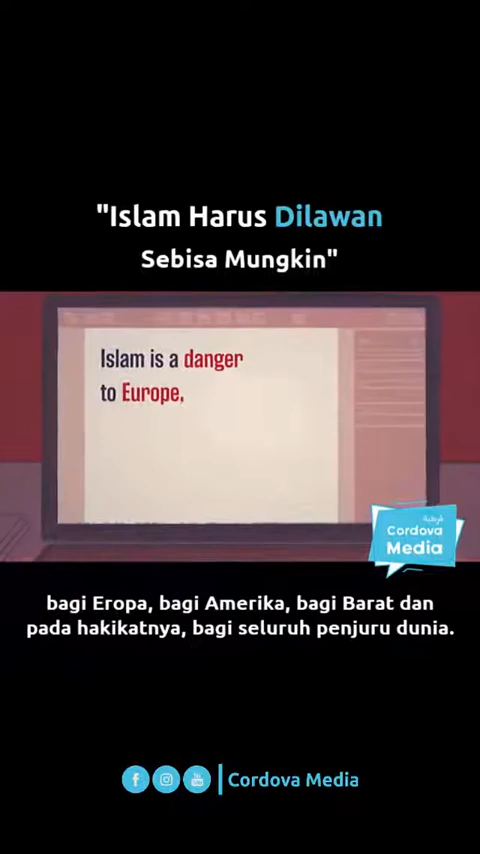 "Islam Harus Dilawan
Sebisa Mungkin"
Islam is a danger
to Europe,
قرطبة
Cordova
Media
bagi Eropa, bagi Amerika, bagi Barat dan
pada hakikatnya, bagi seluruh penjuru dunia.
Cordova Media